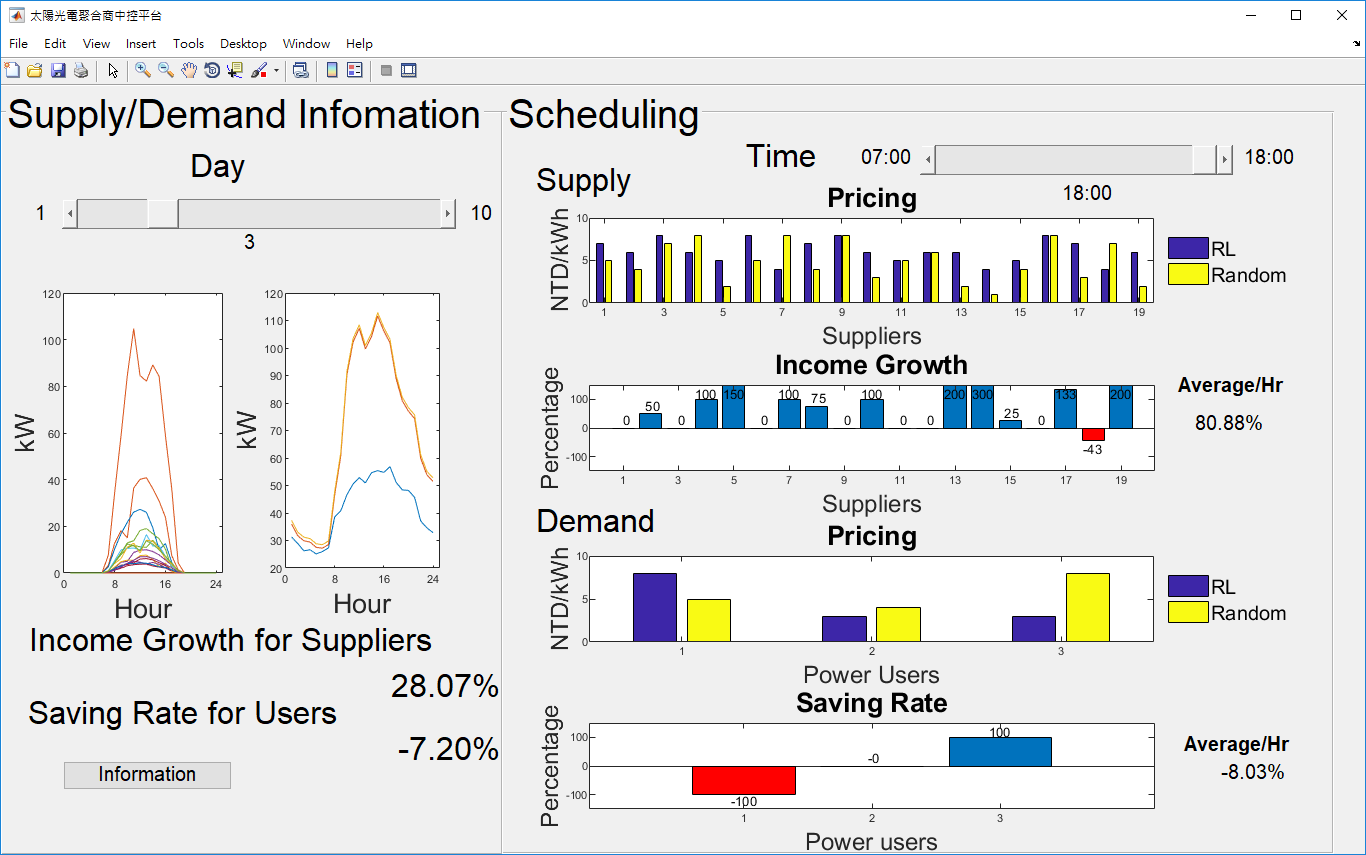 太陽光電聚合商中控平台
File Edit View Insert Tools Desktop Window Help
Supply/Demand Infomation
Day
1 10
3
120
100
80
60
40
20
0
0 8 16 24
kW
Hour
120
110
100
90
80
70
60
50
40
30
20
0 8 16 24
kW
Hour
Income Growth for Suppliers
28.07%
Saving Rate for Users
-7.20%
Information
Scheduling
Time 07:00 18:00
18:00
Supply
Pricing
NTD/kWh
10
5
0
1 3 5 7 9 11 13 15 17 19
Suppliers
RL
Random
Income Growth
Percentage
100
0
-100
0 50 0 100 150 0 100 75 0 100 0 0 200 300 25 0 133 -43 200
1 3 5 7 9 11 13 15 17 19
Suppliers
Average/Hr
80.88%
Demand
Pricing
NTD/kWh
10
5
0
1 2 3
Power Users
RL
Random
Saving Rate
Percentage
100
0
-100
-100 -0 100
1 2 3
Power users
Average/Hr
-8.03%